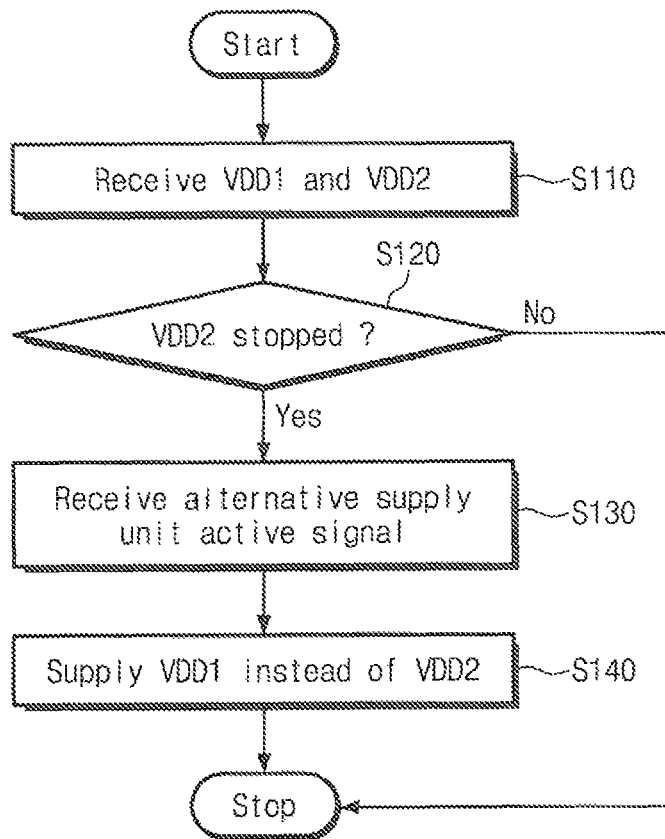 Start
Receive VDD1 and VDD2
S110
S120
VDD2 stopped ?
No
Yes
Receive alternative supply
unit active signal
S130
Supply VDD1 instead of VDD2
S140
Stop